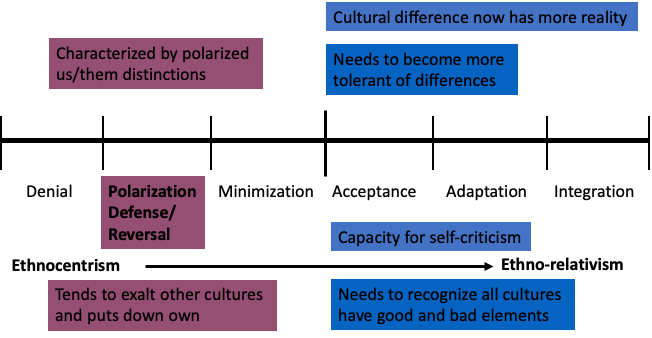 Cultural difference now has more reality
Characterized by polarized
us/them distinctions
Needs to become more
tolerant of differences
Denial
Polarization
Defense/
Reversal
Minimization
Acceptance
Adaptation
Integration
Capacity for self-criticism
Ethnocentrism
Ethno-relativism
Tends to exalt other cultures
and puts down own
Needs to recognize all cultures
have good and bad elements